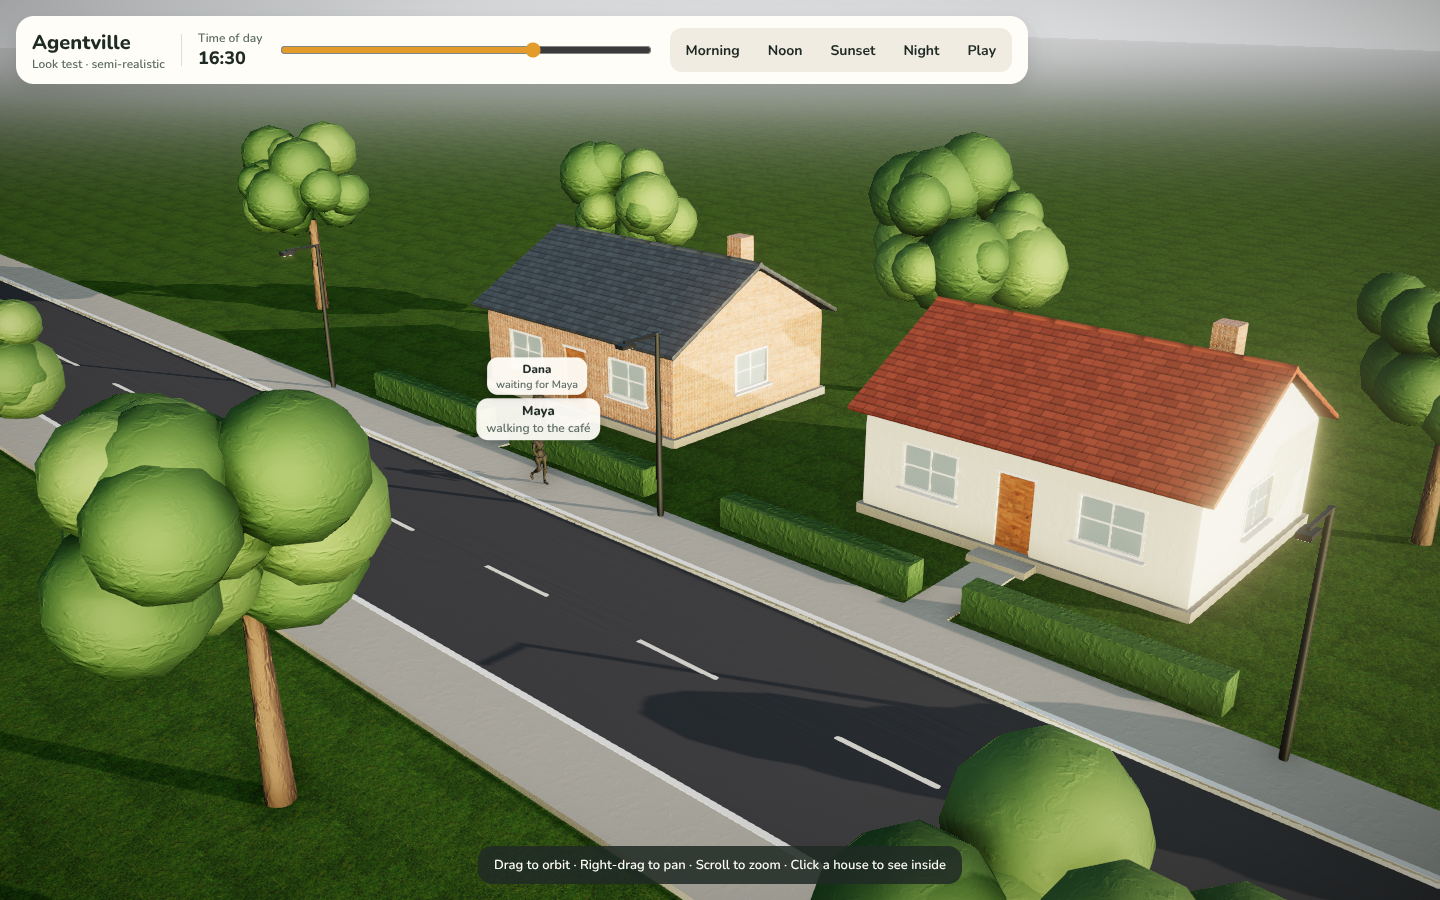 Agentville
Look test · semi-realistic
Time of day
16:30
Morning
Noon
Sunset
Night
Play
Dana
waiting for Maya
Maya
walking to the café
Drag to orbit · Right-drag to pan · Scroll to zoom · Click a house to see inside